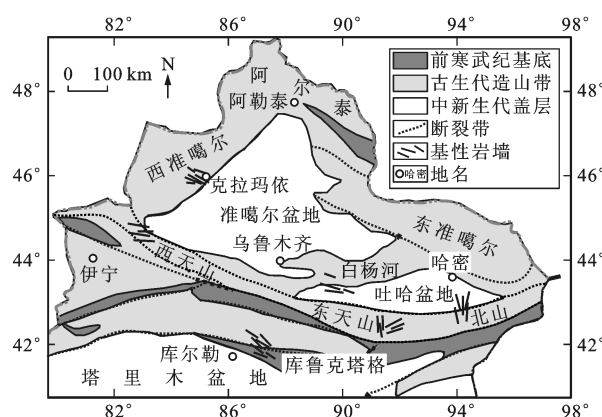 82°
86°
90°
94°
98°
N
0 100 km
前寒武纪基底
古生代造山带
中新生代盖层
断裂带
基性岩墙
哈密 地名
48°
48°
46°
46°
44°
44°
42°
42°
阿
尔
泰
阿勒泰
西准噶尔
克拉玛依
准噶尔盆地
东准噶尔
乌鲁木齐
西天山
伊宁
白杨河
哈密
吐哈盆地
东天山
北山
库尔勒
库鲁克塔格
塔里木盆地
82°
86°
90°
94°
98°